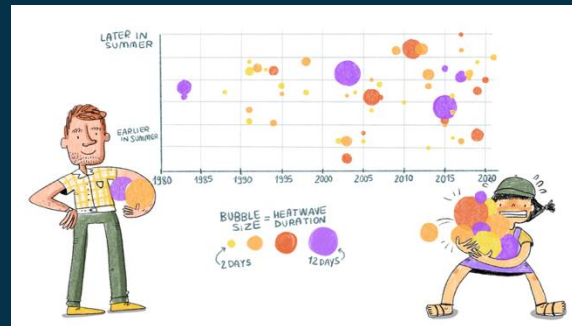 LATER IN
SUMMER
EARLIER
IN SUMMER
1980 1985 1990 1995 2000 2005 2010 2015 2020
BUBBLE = HEATWAVE
SIZE DURATION
2 DAYS
12 DAYS